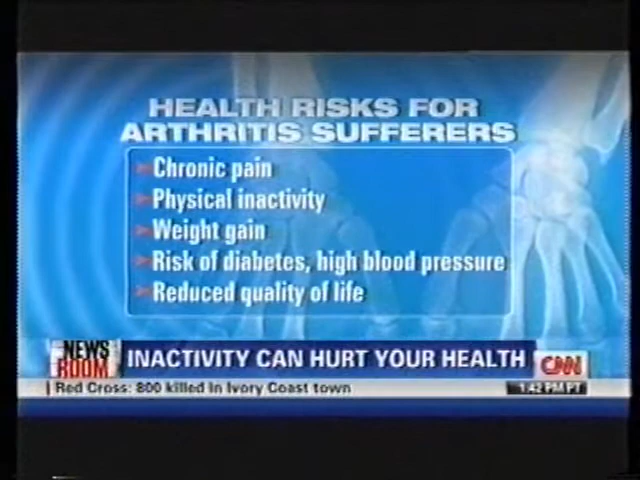 HEALTH RISKS FOR
ARTHRITIS SUFFERERS
Chronic pain
Physical inactivity
Weight gain
Risk of diabetes, high blood pressure
Reduced quality of life
NEWS
ROOM
INACTIVITY CAN HURT YOUR HEALTH
CNN
Red Cross: 800 killed in Ivory Coast town
1:42 PM PT